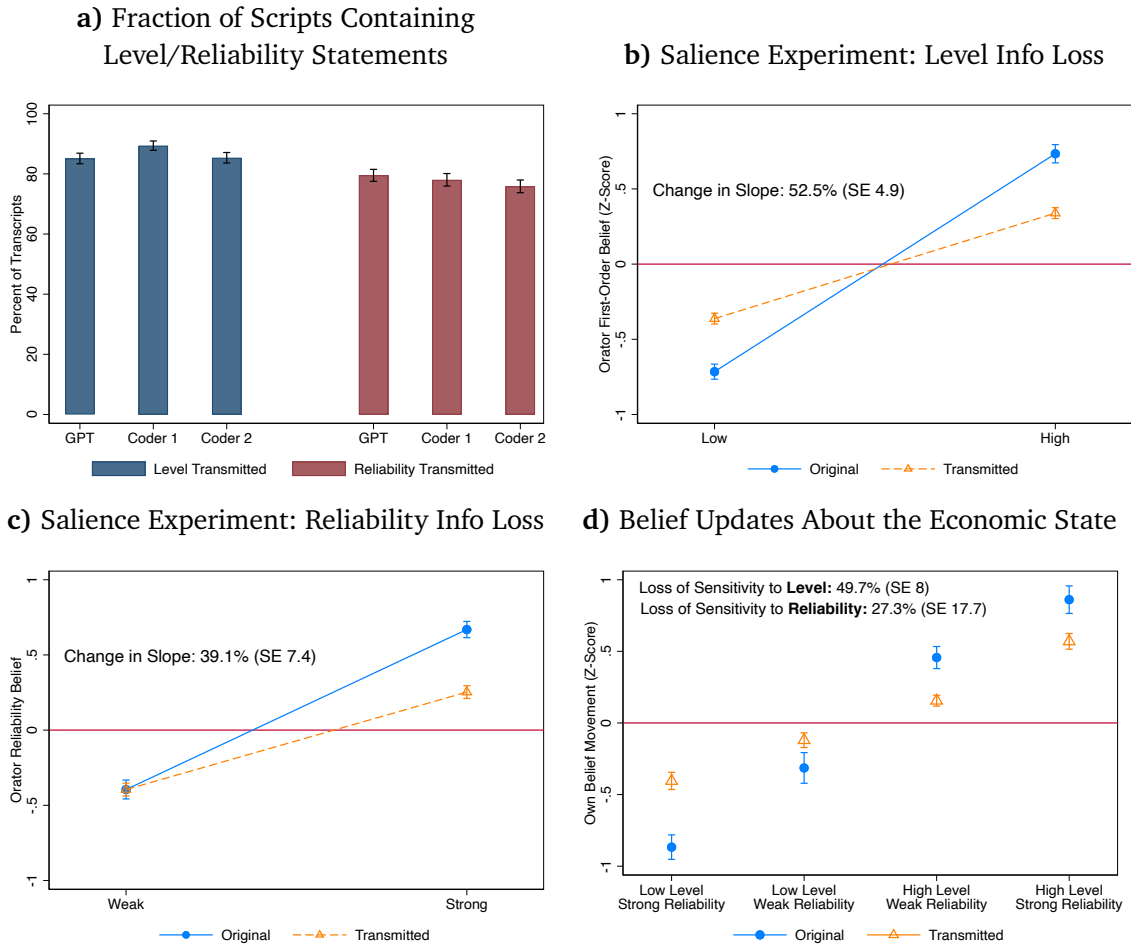 a) Fraction of Scripts Containing
Level/Reliability Statements
Percent of Transcripts
100
80
60
40
20
0
GPT Coder 1 Coder 2 GPT Coder 1 Coder 2
Level Transmitted Reliability Transmitted
b) Salience Experiment: Level Info Loss
Orator First-Order Belief (Z-Score)
1
.5
0
-.5
-1
Change in Slope: 52.5% (SE 4.9)
Low High
Original Transmitted
c) Salience Experiment: Reliability Info Loss
Orator Reliability Belief
1
.5
0
-.5
-1
Change in Slope: 39.1% (SE 7.4)
Weak Strong
Original Transmitted
d) Belief Updates About the Economic State
Own Belief Movement (Z-Score)
1
.5
0
-.5
-1
Loss of Sensitivity to Level: 49.7% (SE 8)
Loss of Sensitivity to Reliability: 27.3% (SE 17.7)
Low Level Low Level High Level High Level
Strong Reliability Weak Reliability Weak Reliability Strong Reliability
Original Transmitted